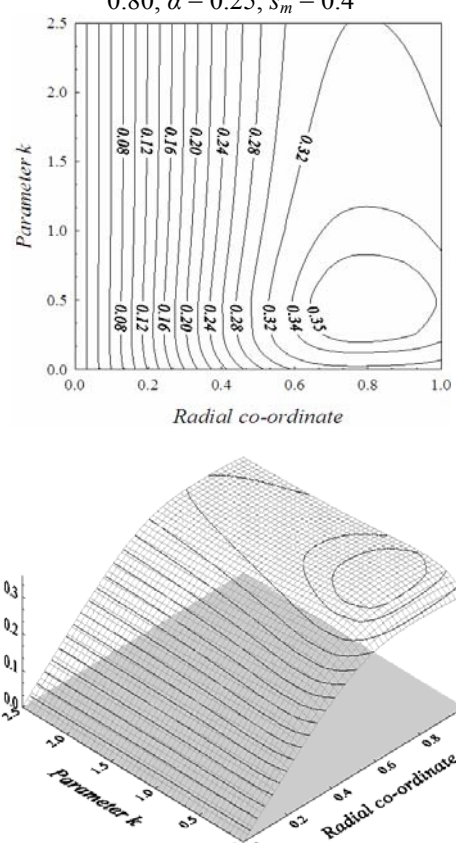 0.80, α = 0.25, sm = 0.4
2.5
2.0
1.5
1.0
0.5
0.0
Parameter k
0.08 0.12 0.16 0.20 0.24 0.28 0.32
0.08 0.12 0.16 0.20 0.24 0.28 0.32 0.34 0.35
0.0 0.2 0.4 0.6 0.8 1.0
Radial co-ordinate
0.3
0.2
0.1
0.0
2.5 2.0 1.5 1.0 0.5
Parameter k
0.2 0.4 0.6 0.8
Radial co-ordinate